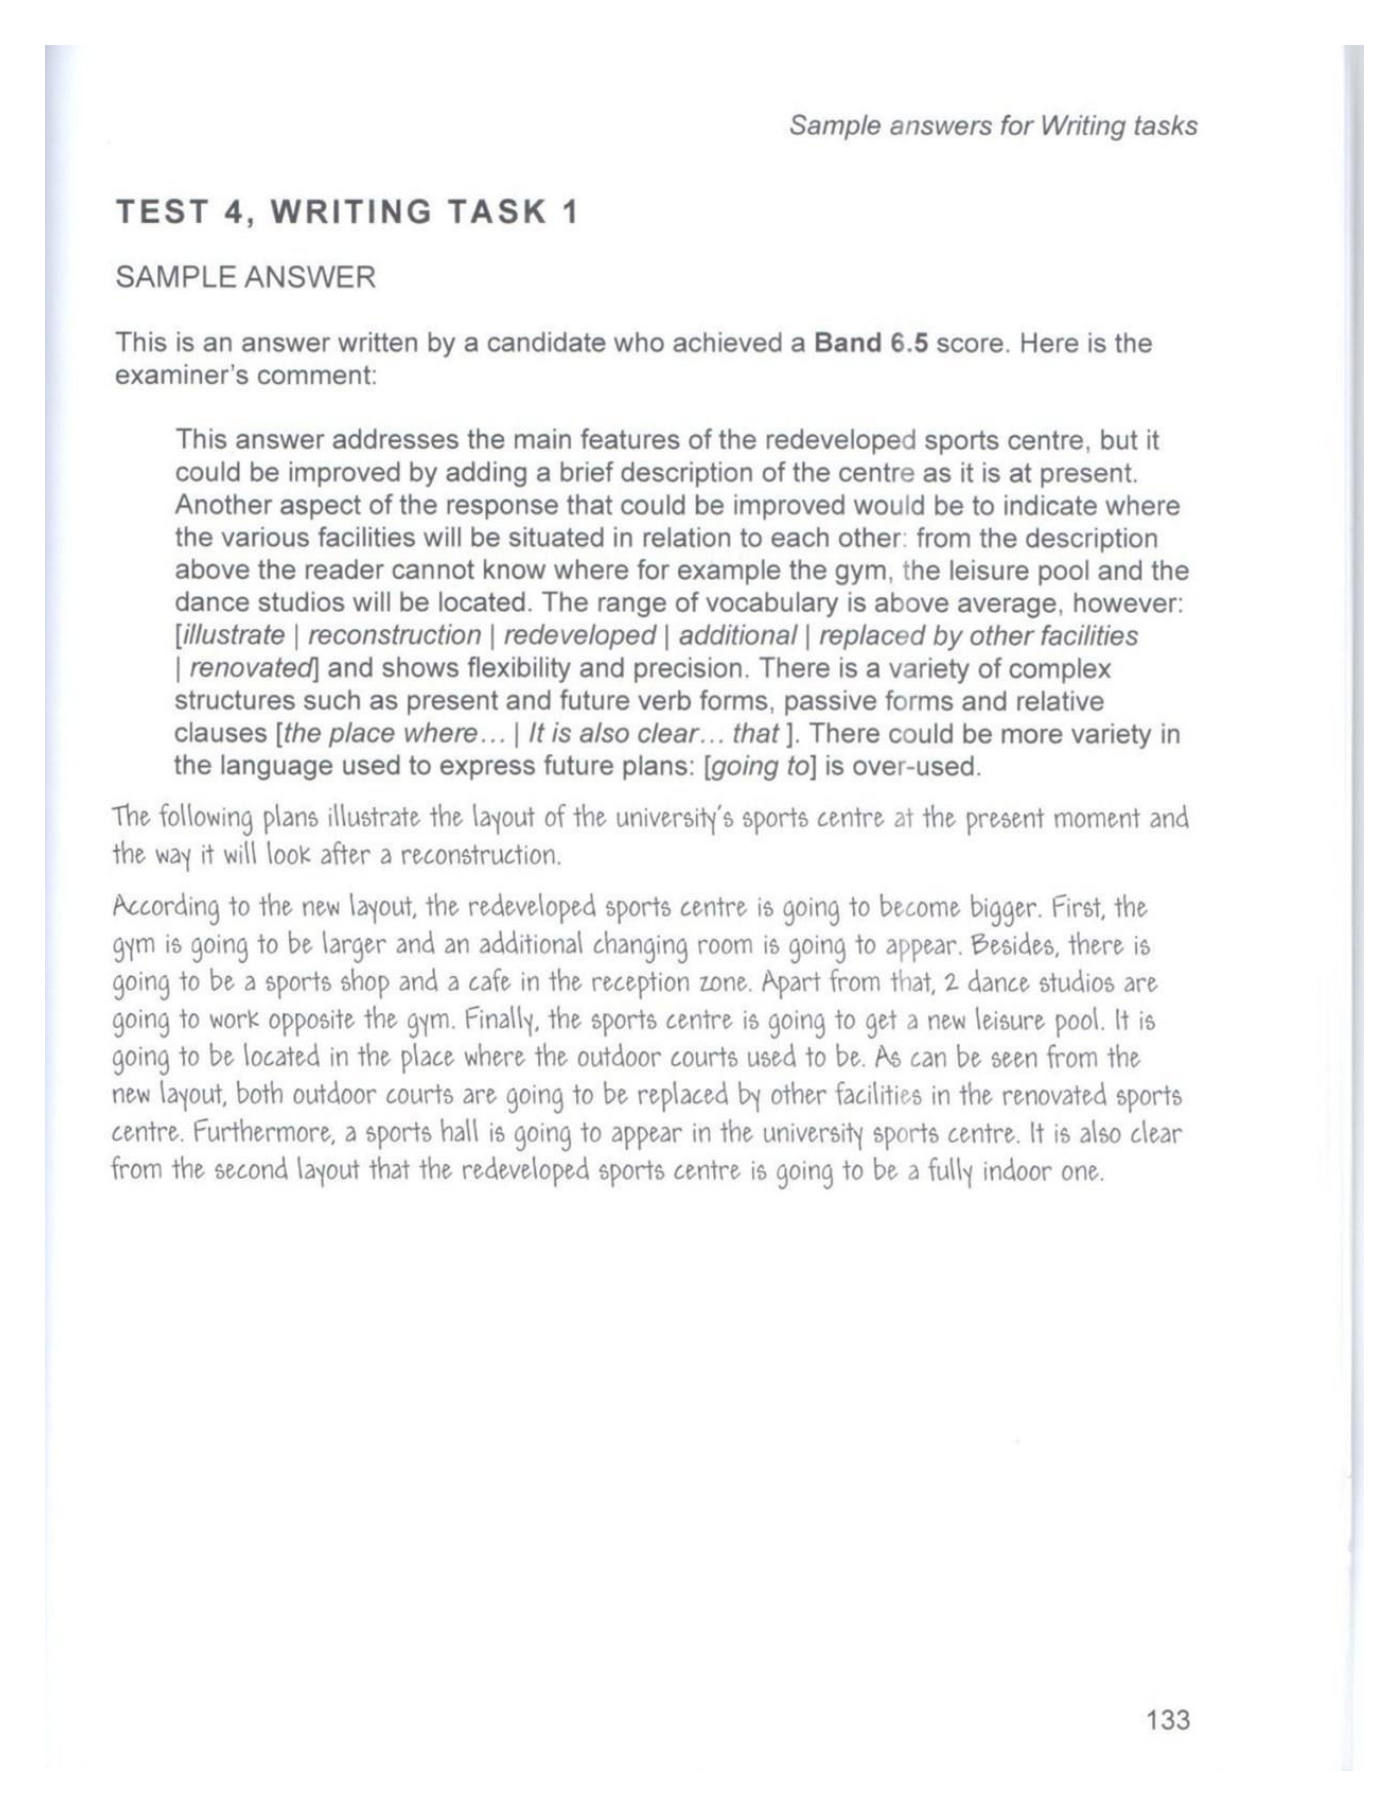 Sample answers for Writing tasks
TEST 4, WRITING TASK 1
SAMPLE ANSWER
This is an answer written by a candidate who achieved a Band 6.5 score. Here is the
examiner's comment:
This answer addresses the main features of the redeveloped sports centre, but it
could be improved by adding a brief description of the centre as it is at present.
Another aspect of the response that could be improved would be to indicate where
the various facilities will be situated in relation to each other: from the description
above the reader cannot know where for example the gym, the leisure pool and the
dance studios will be located. The range of vocabulary is above average, however:
[illustrate | reconstruction | redeveloped | additional | replaced by other facilities
| renovated] and shows flexibility and precision. There is a variety of complex
structures such as present and future verb forms, passive forms and relative
clauses [the place where... | It is also clear... that ]. There could be more variety in
the language used to express future plans: [going to] is over-used.
The following plans illustrate the layout of the university's sports centre at the present moment and
the way it will look after a reconstruction.
According to the new layout, the redeveloped sports centre is going to become bigger. First, the
gym is going to be larger and an additional changing room is going to appear. Besides, there is
going to be a sports shop and a cafe in the reception zone. Apart from that, 2 dance studios are
going to work opposite the gym. Finally, the sports centre is going to get a new leisure pool. It is
going to be located in the place where the outdoor courts used to be. As can be seen from the
new layout, both outdoor courts are going to be replaced by other facilities in the renovated sports
centre. Furthermore, a sports hall is going to appear in the university sports centre. It is also clear
from the second layout that the redeveloped sports centre is going to be a fully indoor one.
133